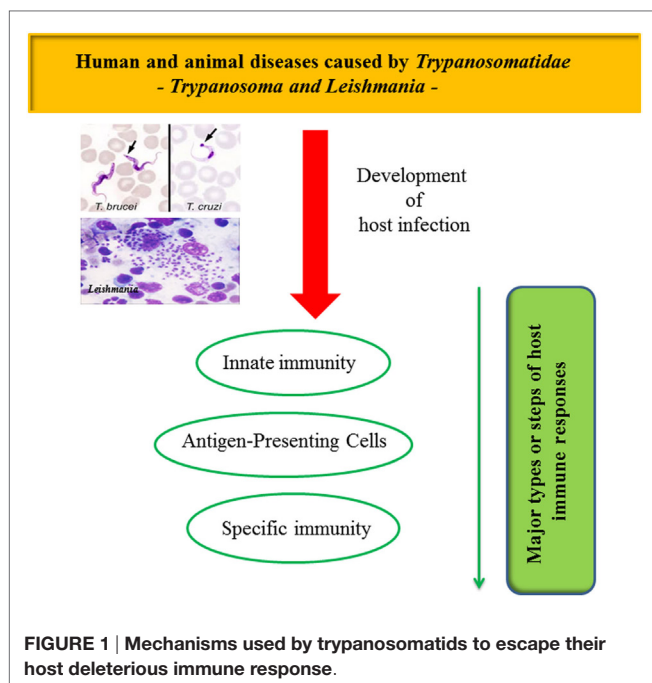 Human and animal diseases caused by Trypanosomatidae
- Trypanosoma and Leishmania -
T. brucei
T. cruzi
Leishmania
Development
of
host infection
Innate immunity
Antigen-Presenting Cells
Specific immunity
Major types or steps of host
immune responses
FIGURE 1 | Mechanisms used by trypanosomatids to escape their
host deleterious immune response.